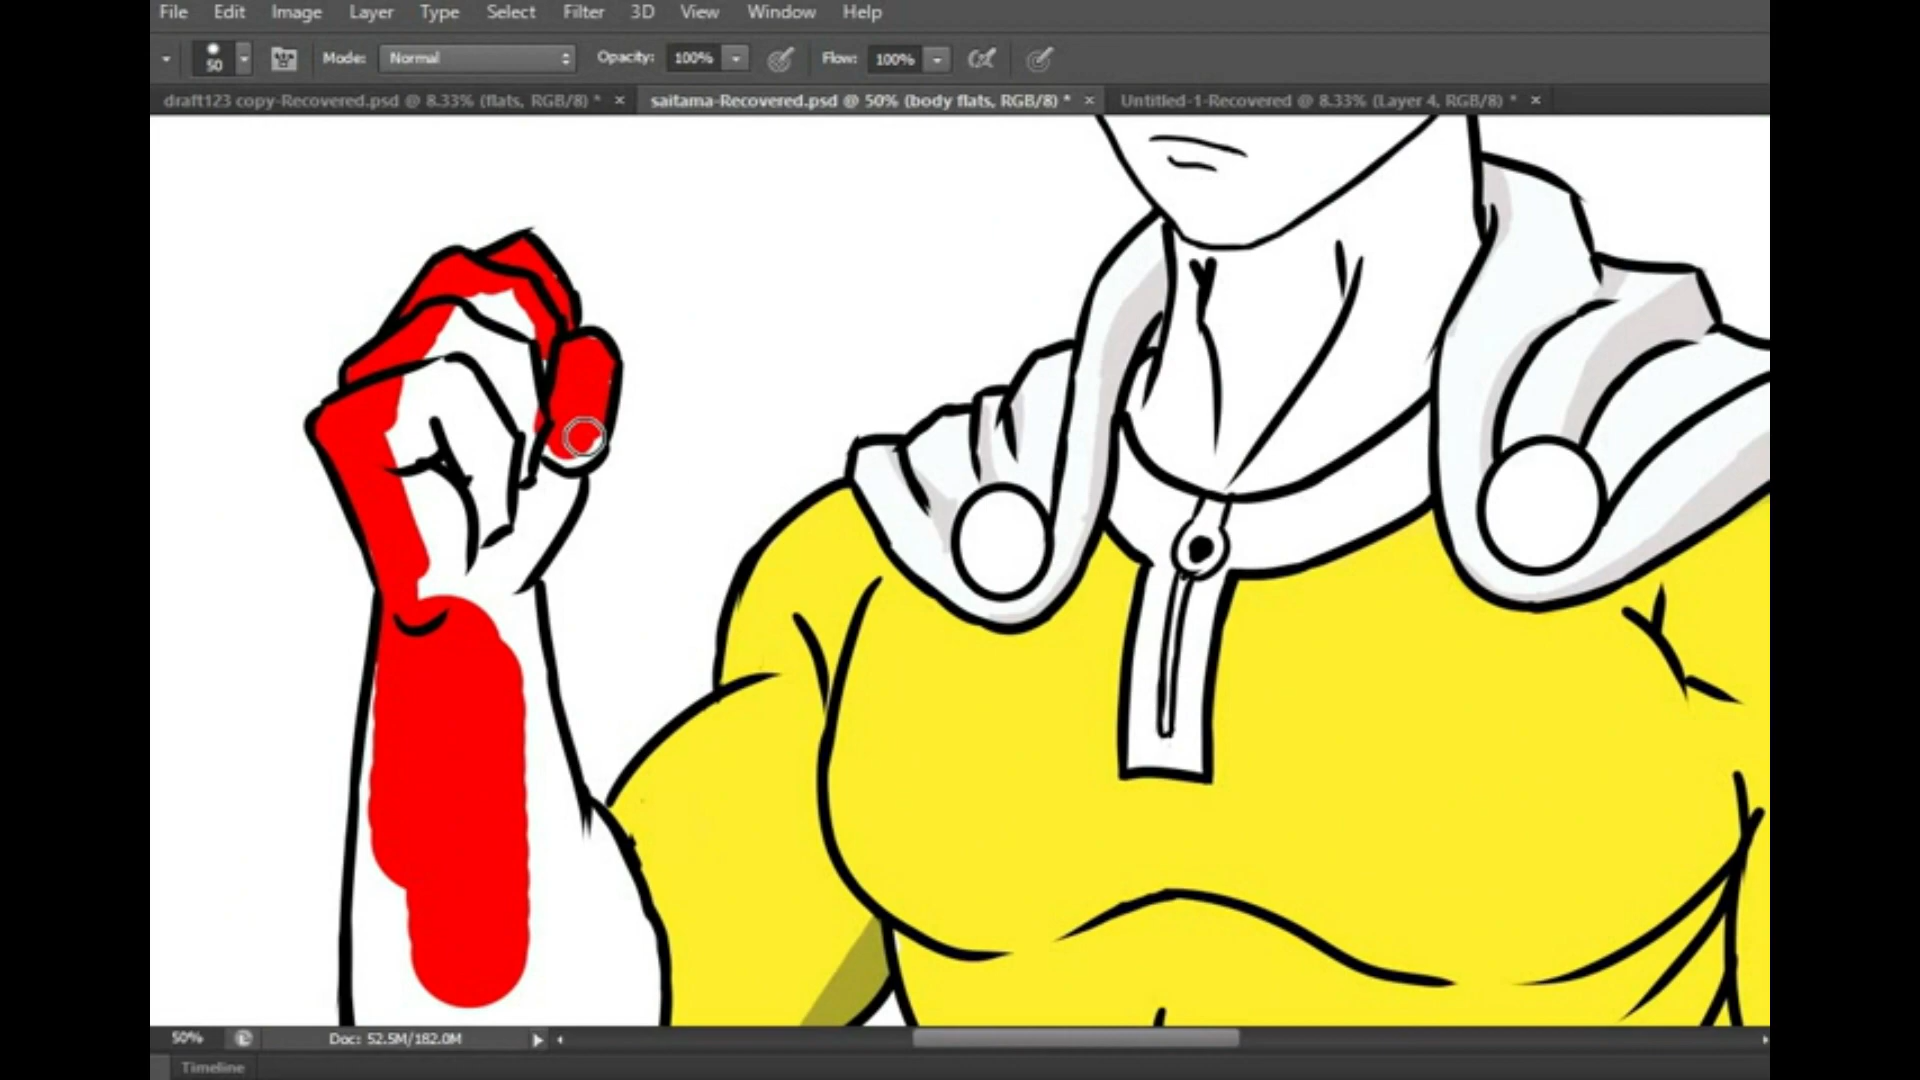 File Edit Image Layer Type Select Filter 3D View Window Help
50 Mode: Normal Opacity: 100% Flow: 100%
draft123 copy-Recovered.psd @ 8.33% (flats, RGB/8) * × saitama-Recovered.psd @ 50% (body flats, RGB/8) * × Untitled-1-Recovered @ 8.33% (Layer 4, RGB/8) * ×
50% Doc: 52.5M/182.0M
Timeline